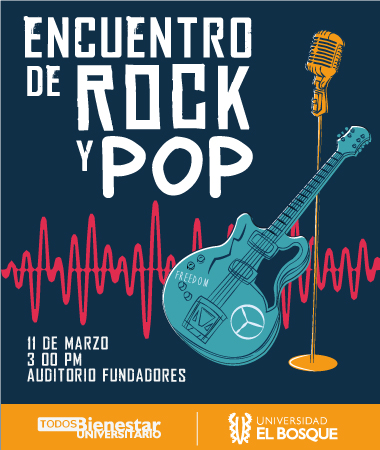 ENCUENTRO
DE ROCK
Y POP
FREEDOM
11 DE MARZO
3 00 PM
AUDITORIO FUNDADORES
TODOS Bienestar
UNIVERSITARIO
UNIVERSIDAD
EL BOSQUE